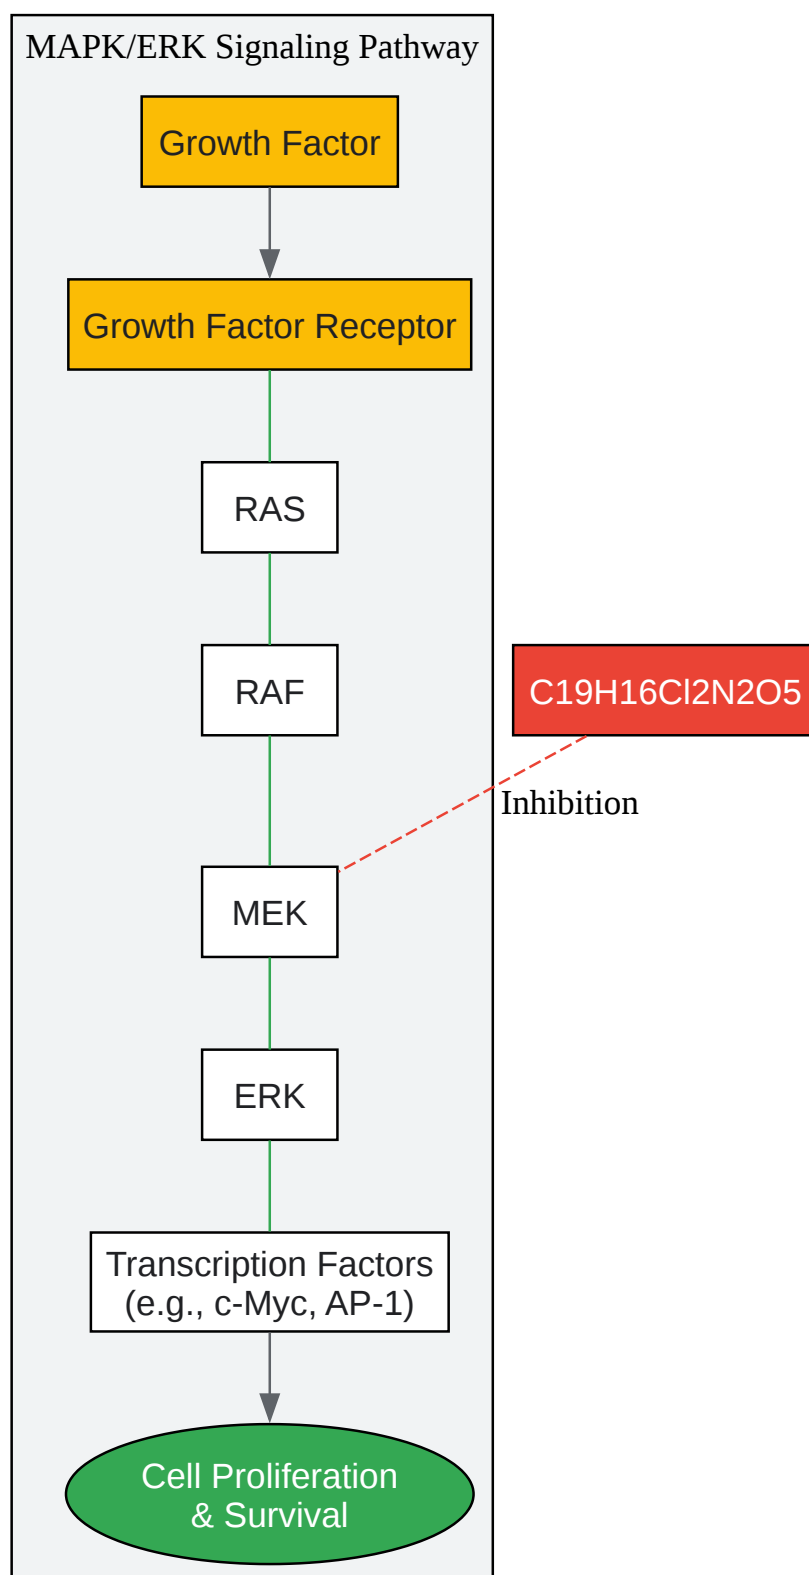 MAPK/ERK Signaling Pathway
Growth Factor
Growth Factor Receptor
RAS
RAF
C19H16Cl2N2O5
Inhibition
MEK
ERK
Transcription Factors
(e.g., c-Myc, AP-1)
Cell Proliferation
& Survival